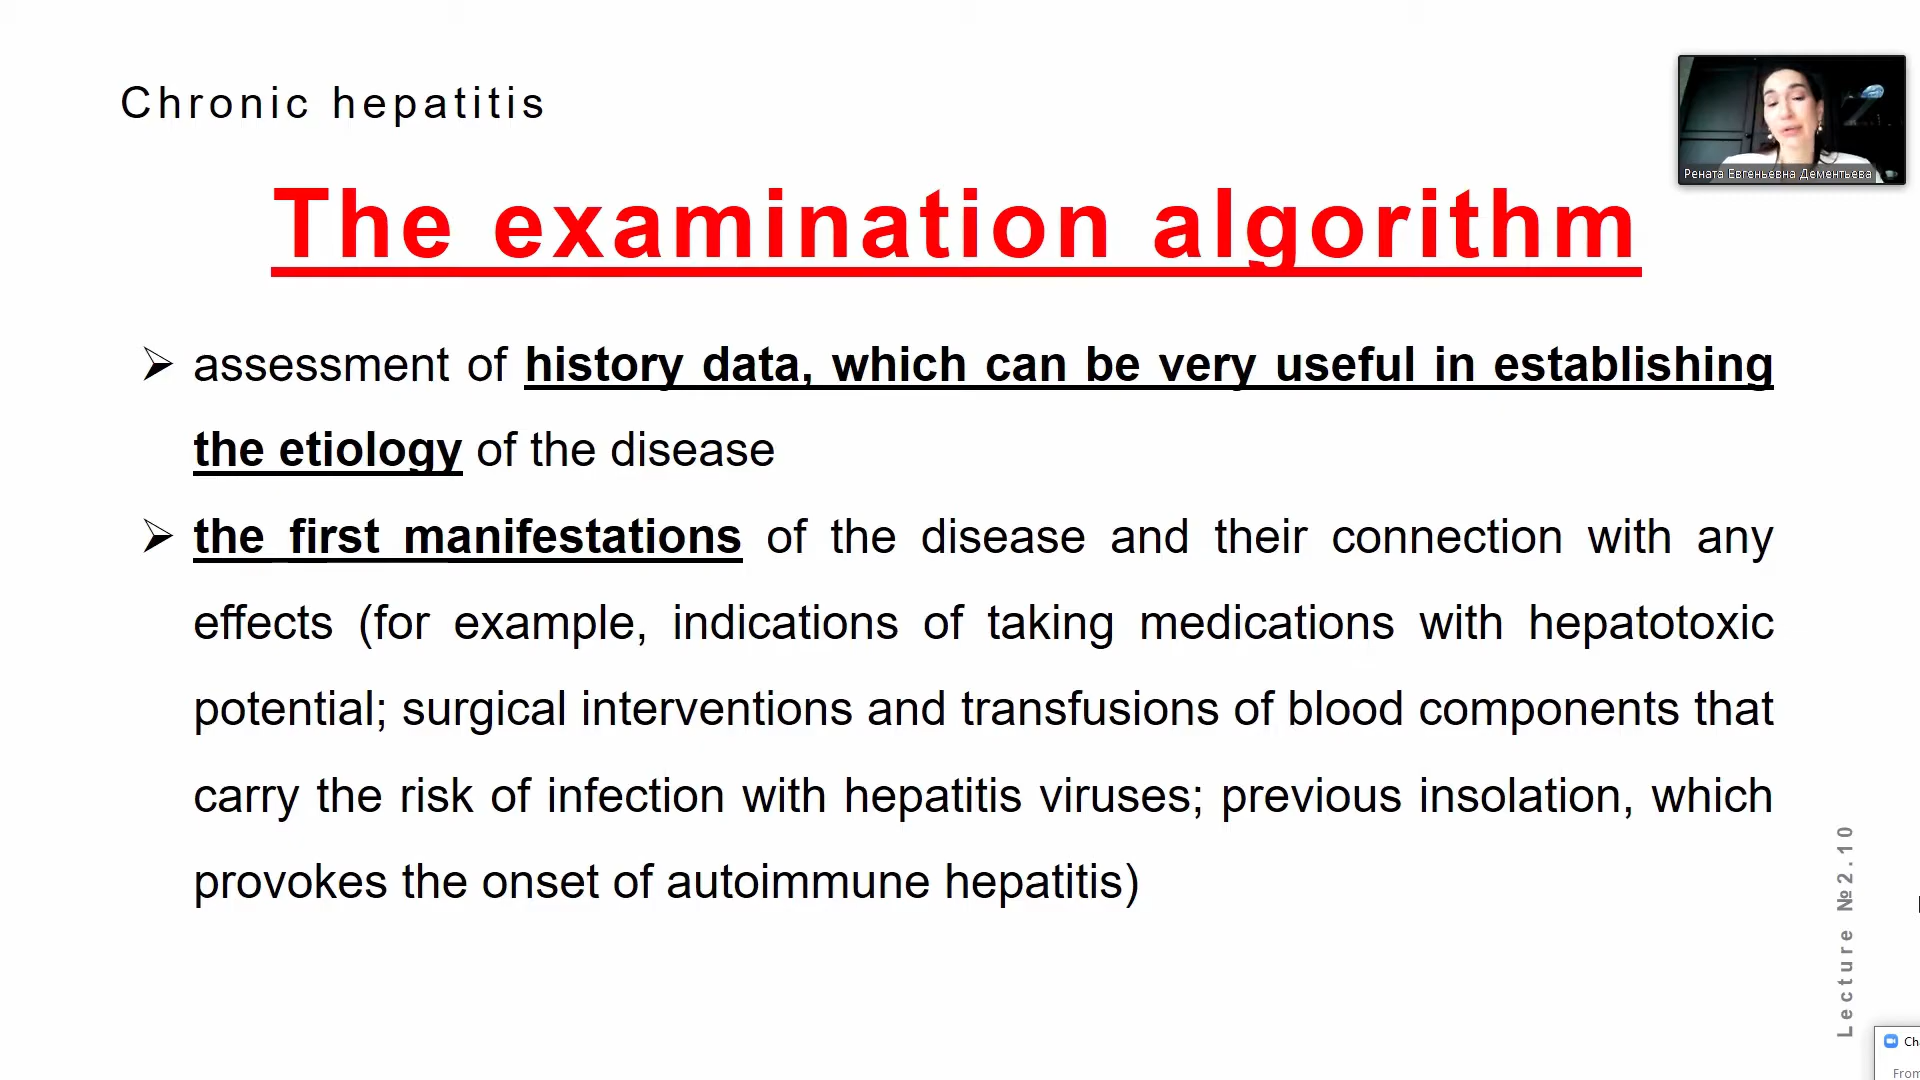 Chronic hepatitis
Рената Евгеньевна Дементьева
The examination algorithm
➢ assessment of history data, which can be very useful in establishing
the etiology of the disease
➢ the first manifestations of the disease and their connection with any
effects (for example, indications of taking medications with hepatotoxic
potential; surgical interventions and transfusions of blood components that
carry the risk of infection with hepatitis viruses; previous insolation, which
provokes the onset of autoimmune hepatitis)
Lecture №2.10
From